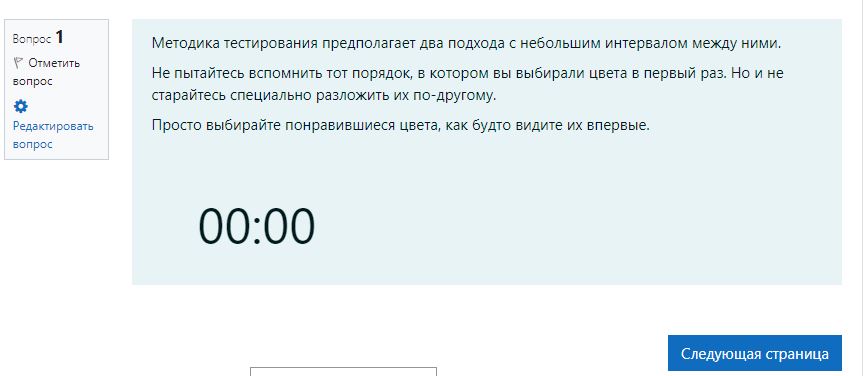 Вопрос 1
Отметить
вопрос
Редактировать
вопрос
Методика тестирования предполагает два подхода с небольшим интервалом между ними.
Не пытайтесь вспомнить тот порядок, в котором вы выбирали цвета в первый раз. Но и не
старайтесь специально разложить их по-другому.
Просто выбирайте понравившиеся цвета, как будто видите их впервые.
00:00
Следующая страница